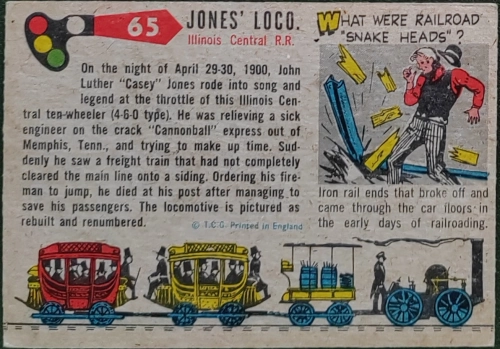 65
JONES' LOCO.
Illinois Central R.R.
On the night of April 29-30, 1900, John
Luther "Casey" Jones rode into song and
legend at the throttle of this Illinois Cen-
tral ten-wheeler (4-6-0 type). He was relieving a sick
engineer on the crack "Cannonball" express out of
Memphis, Tenn., and trying to make up time. Sud-
denly he saw a freight train that had not completely
cleared the main line onto a siding. Ordering his fire-
man to jump, he died at his post after managing to
save his passengers. The locomotive is pictured as
rebuilt and renumbered.
© T.C.G. Printed in England
WHAT WERE RAILROAD
"SNAKE HEADS"?
Iron rail ends that broke off and
came through the car floors in
the early days of railroading.